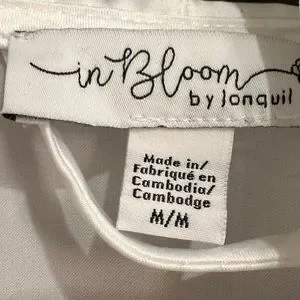 in Bloom
by Jonquil
Made in/
Fabriqué en
Cambodia/
Cambodge
M/M